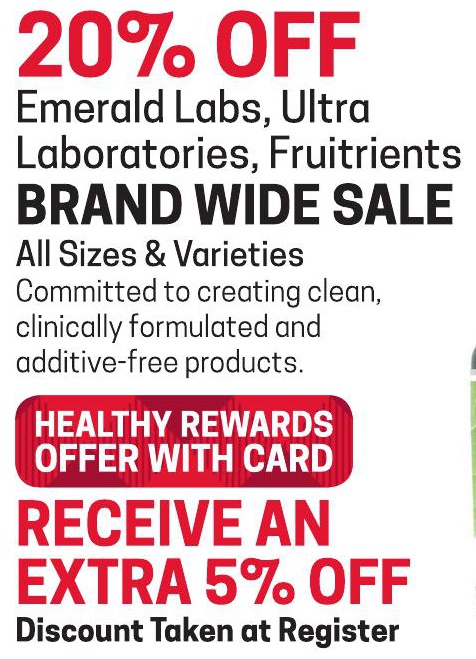 20% OFF
Emerald Labs, Ultra
Laboratories, Fruitrients
BRAND WIDE SALE
All Sizes & Varieties
Committed to creating clean,
clinically formulated and
additive-free products.
HEALTHY REWARDS
OFFER WITH CARD
RECEIVE AN
EXTRA 5% OFF
Discount Taken at Register